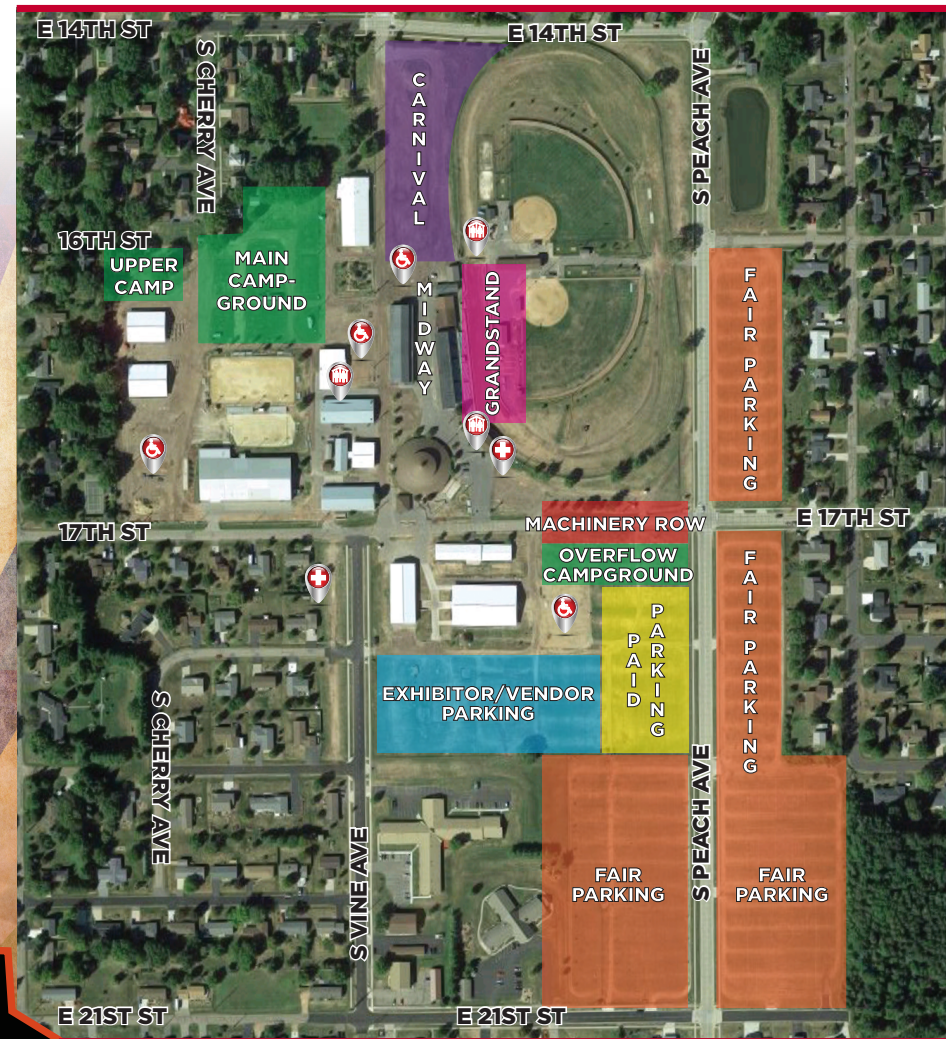 E 14TH ST
E 14TH ST
S CHERRY AVE
CARNIVAL
S PEACH AVE
16TH ST
UPPER
CAMP
MAIN
CAMP-
GROUND
MIDWAY
GRANDSTAND
FAIR PARKING
17TH ST
MACHINERY ROW
E 17TH ST
OVERFLOW
CAMPGROUND
PAID
PARKING
FAIR PARKING
EXHIBITOR/VENDOR
PARKING
S CHERRY AVE
S VINE AVE
S PEACH AVE
FAIR
PARKING
FAIR
PARKING
E 21ST ST
E 21ST ST